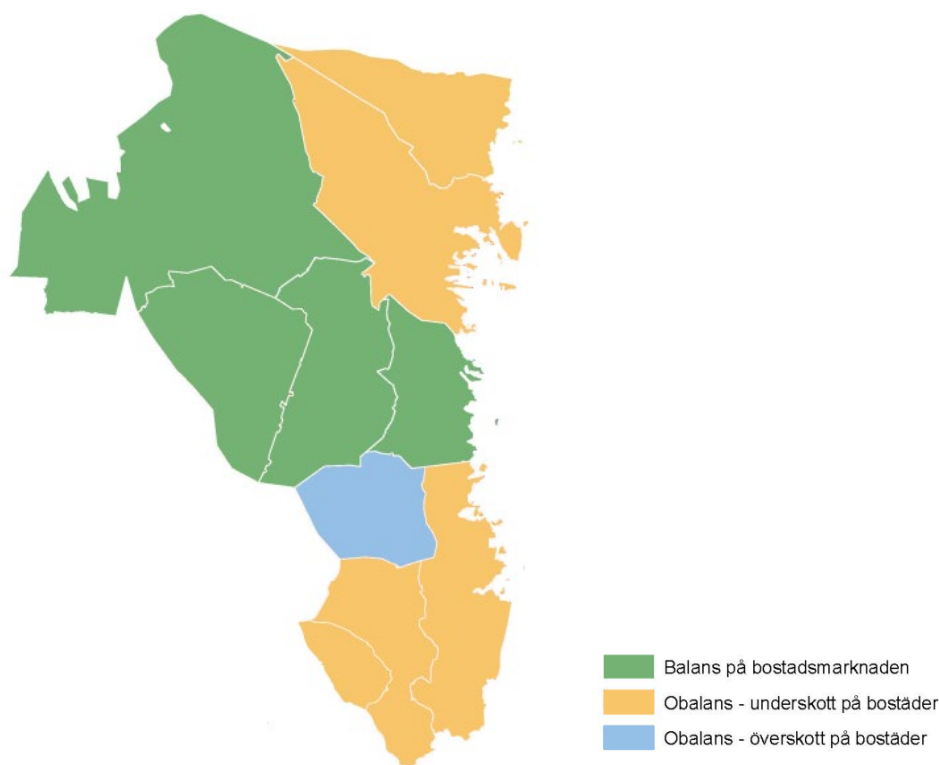 Balans på bostadsmarknaden
Obalans - underskott på bostäder
Obalans - överskott på bostäder